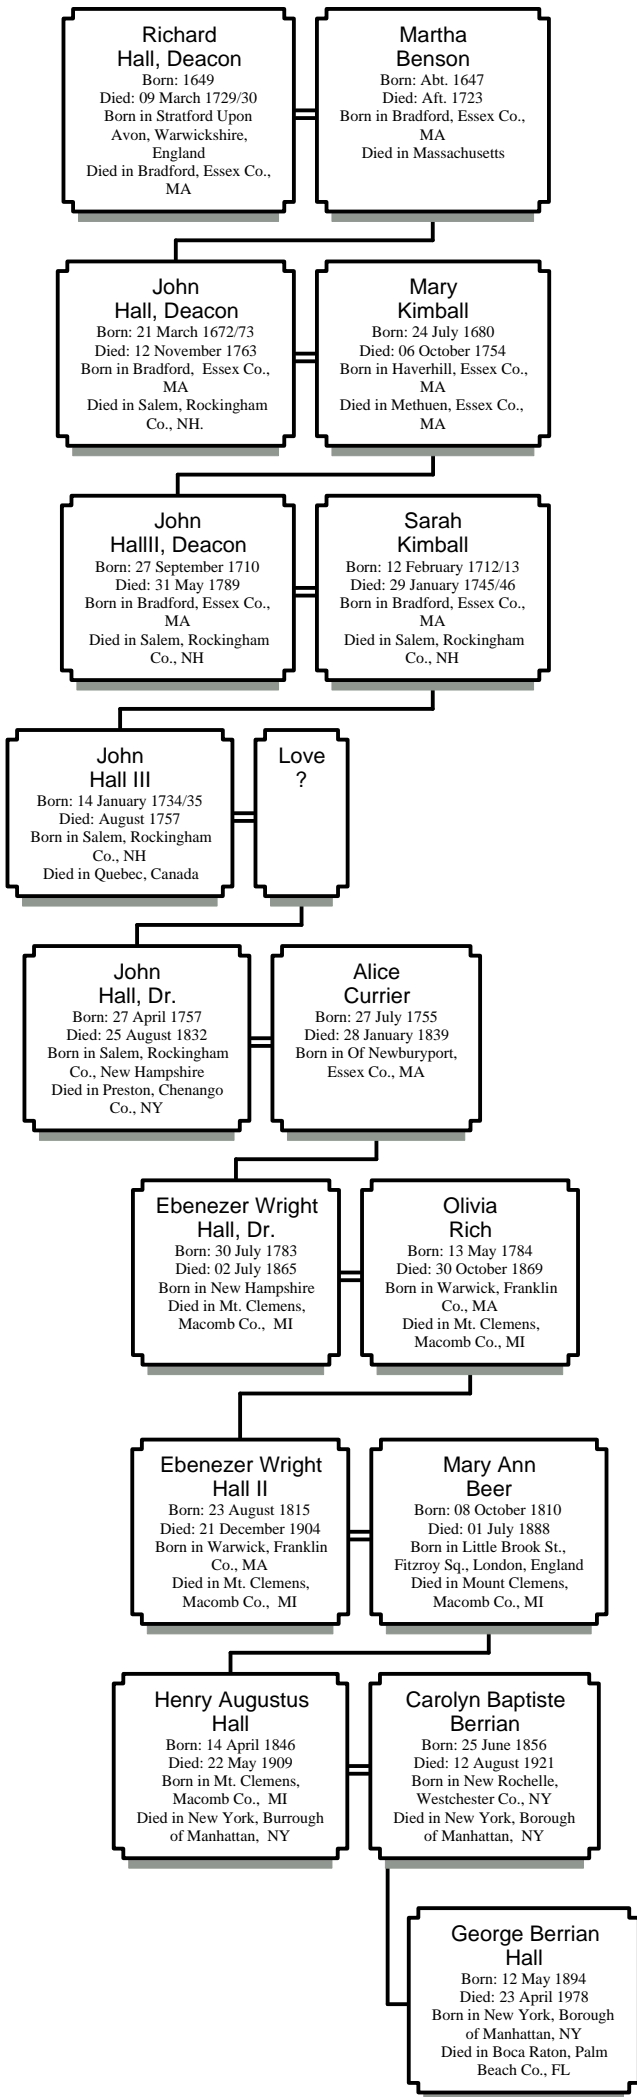 Richard
Hall, Deacon
Born: 1649
Died: 09 March 1729/30
Born in Stratford Upon
Avon, Warwickshire,
England
Died in Bradford, Essex Co.,
MA
Martha
Benson
Born: Abt. 1647
Died: Aft. 1723
Born in Bradford, Essex Co.,
MA
Died in Massachusetts
John
Hall, Deacon
Born: 21 March 1672/73
Died: 12 November 1763
Born in Bradford, Essex Co.,
MA
Died in Salem, Rockingham
Co., NH.
Mary
Kimball
Born: 24 July 1680
Died: 06 October 1754
Born in Haverhill, Essex Co.,
MA
Died in Methuen, Essex Co.,
MA
John
HallII, Deacon
Born: 27 September 1710
Died: 31 May 1789
Born in Bradford, Essex Co.,
MA
Died in Salem, Rockingham
Co., NH
Sarah
Kimball
Born: 12 February 1712/13
Died: 29 January 1745/46
Born in Bradford, Essex Co.,
MA
Died in Salem, Rockingham
Co., NH
John
Hall III
Born: 14 January 1734/35
Died: August 1757
Born in Salem, Rockingham
Co., NH
Died in Quebec, Canada
Love
?
John
Hall, Dr.
Born: 27 April 1757
Died: 25 August 1832
Born in Salem, Rockingham
Co., New Hampshire
Died in Preston, Chenango
Co., NY
Alice
Currier
Born: 27 July 1755
Died: 28 January 1839
Born in Of Newburyport,
Essex Co., MA
Ebenezer Wright
Hall, Dr.
Born: 30 July 1783
Died: 02 July 1865
Born in New Hampshire
Died in Mt. Clemens,
Macomb Co., MI
Olivia
Rich
Born: 13 May 1784
Died: 30 October 1869
Born in Warwick, Franklin
Co., MA
Died in Mt. Clemens,
Macomb Co., MI
Ebenezer Wright
Hall II
Born: 23 August 1815
Died: 21 December 1904
Born in Warwick, Franklin
Co., MA
Died in Mt. Clemens,
Macomb Co., MI
Mary Ann
Beer
Born: 08 October 1810
Died: 01 July 1888
Born in Little Brook St.,
Fitzroy Sq., London, England
Died in Mount Clemens,
Macomb Co., MI
Henry Augustus
Hall
Born: 14 April 1846
Died: 22 May 1909
Born in Mt. Clemens,
Macomb Co., MI
Died in New York, Burrough
of Manhattan, NY
Carolyn Baptiste
Berrian
Born: 25 June 1856
Died: 12 August 1921
Born in New Rochelle,
Westchester Co., NY
Died in New York, Borough
of Manhattan, NY
George Berrian
Hall
Born: 12 May 1894
Died: 23 April 1978
Born in New York, Borough
of Manhattan, NY
Died in Boca Raton, Palm
Beach Co., FL